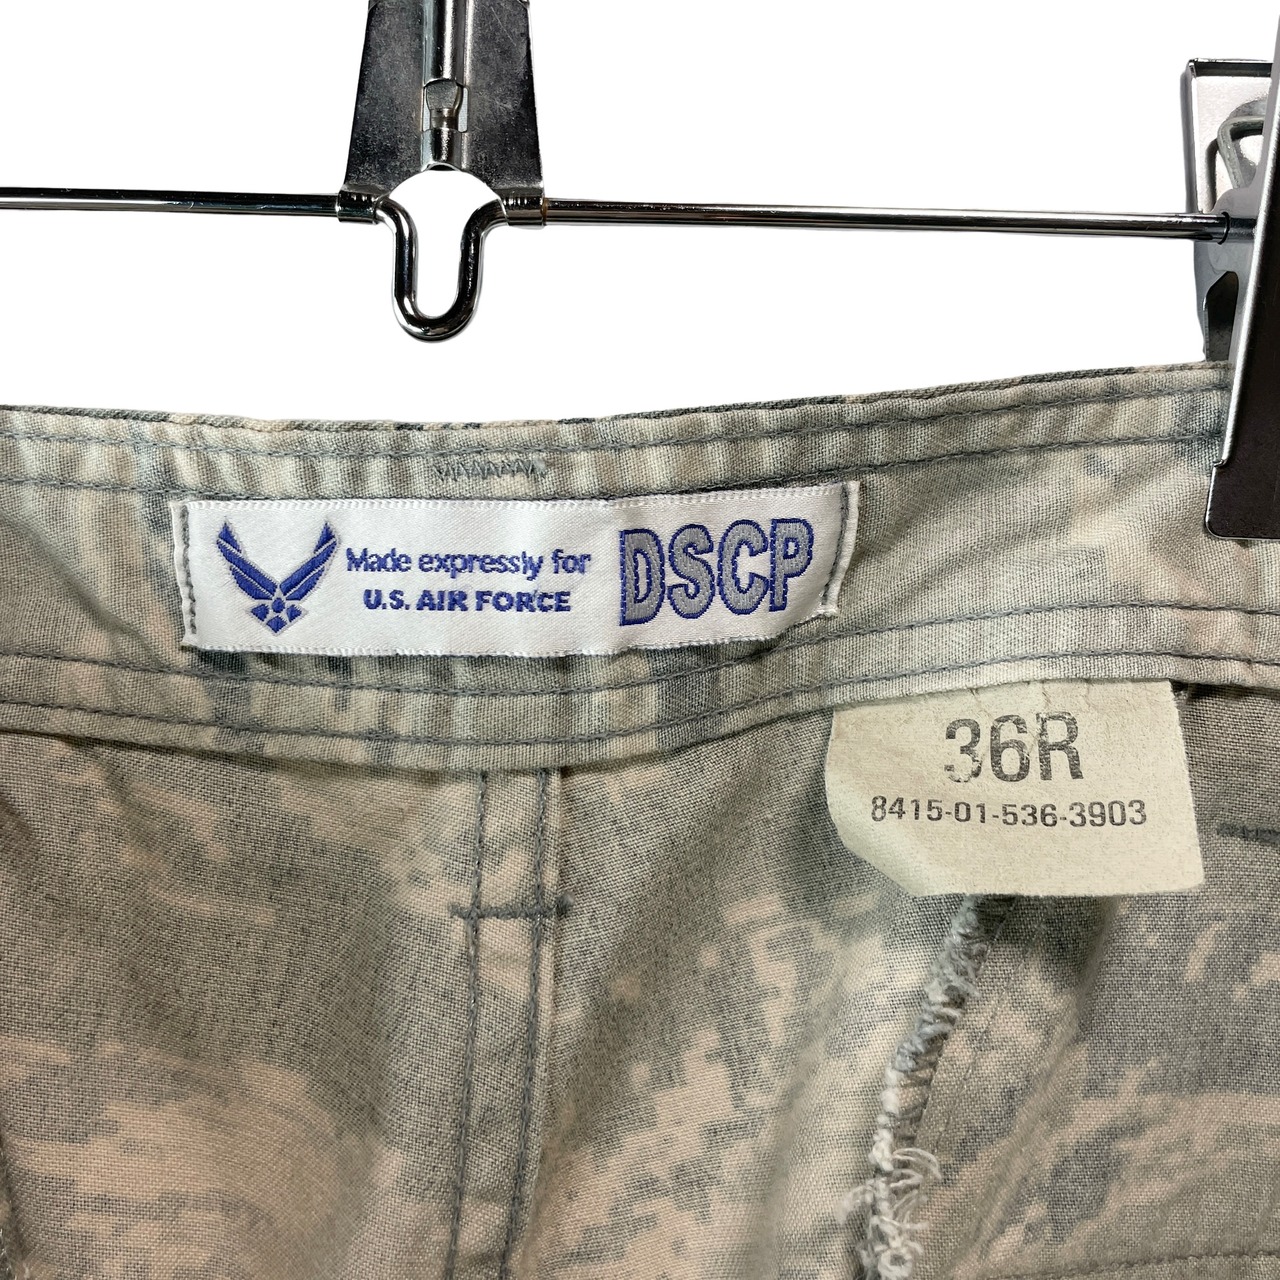 Made expressly for
U.S. AIR FORCE
DSCP
36R
8415-01-536-3903